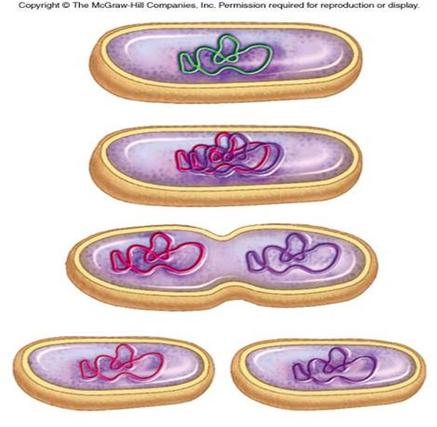 Copyright © The McGraw-Hill Companies, Inc. Permission required for reproduction or display.